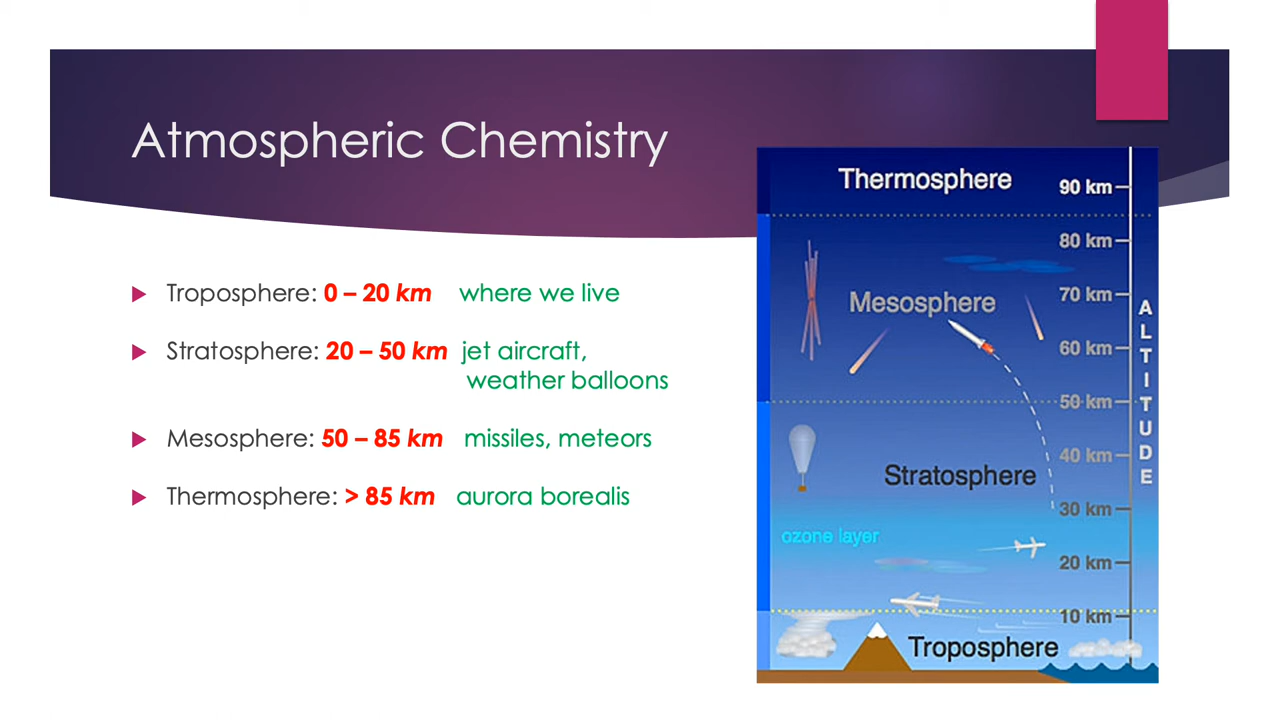 Atmospheric Chemistry
Troposphere: 0 – 20 km where we live
Stratosphere: 20 – 50 km jet aircraft,
weather balloons
Mesosphere: 50 – 85 km missiles, meteors
Thermosphere: > 85 km aurora borealis
Thermosphere
90 km
80 km
Mesosphere
70 km
60 km
50 km
Stratosphere
40 km
30 km
ozone layer
20 km
10 km
Troposphere
ALTITUDE